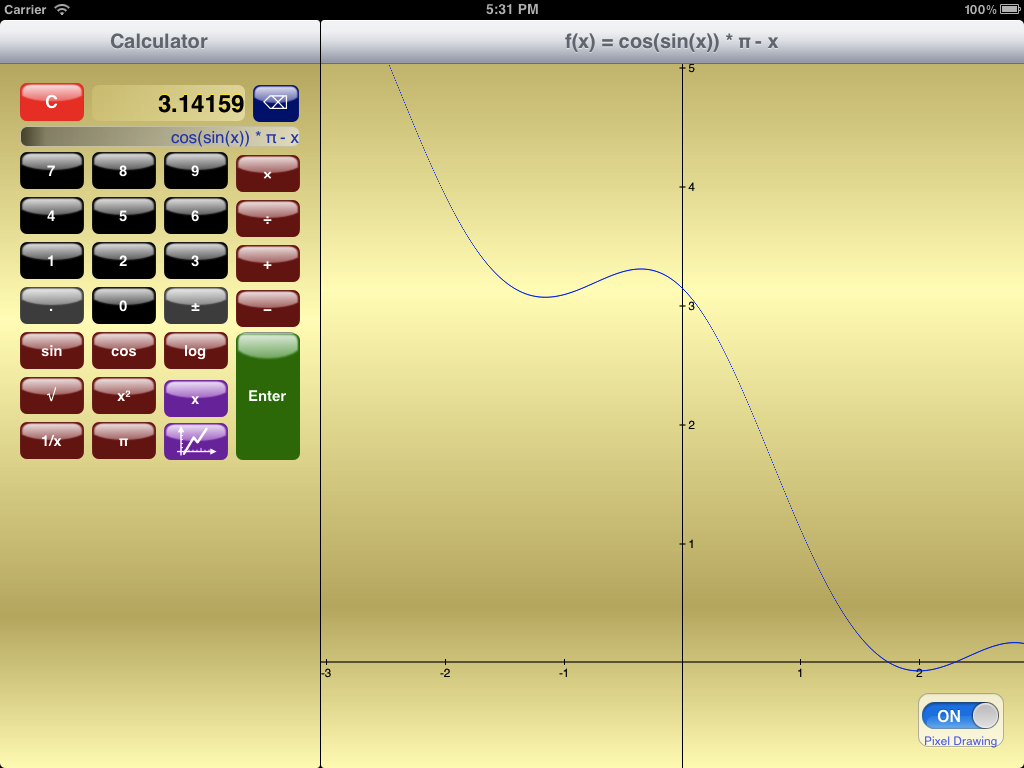 Carrier 5:31 PM 100%
Calculator
f(x) = cos(sin(x)) * π - x
C 3.14159 ⌫
cos(sin(x)) * π - x
7 8 9 ×
4 5 6 ÷
1 2 3 +
. 0 ± −
sin cos log
√ x² x Enter
1/x π
5
4
3
2
1
-3 -2 -1 1 2
ON
Pixel Drawing